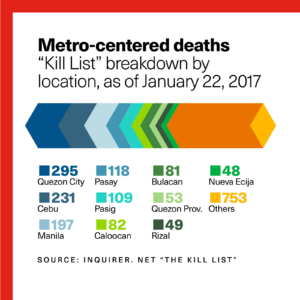 Metro-centered deaths
“Kill List” breakdown by
location, as of January 22, 2017
295 118 81 48
Quezon City Pasay Bulacan Nueva Ecija
231 109 53 753
Cebu Pasig Quezon Prov. Others
197 82 49
Manila Caloocan Rizal
SOURCE: INQUIRER. NET “THE KILL LIST”